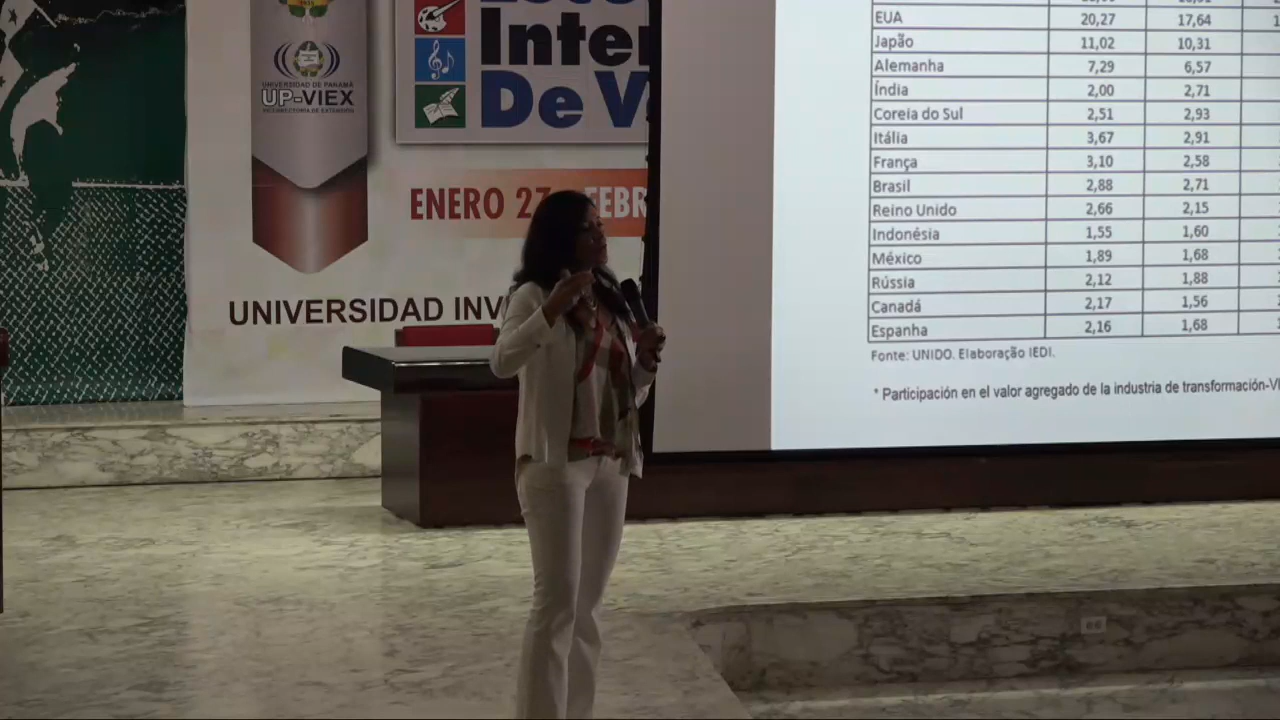 UNIVERSIDAD DE PANAMÁ
UP-VIEX
VICERRECTORÍA DE EXTENSIÓN
Inter
De V
ENERO 27
FEBR
UNIVERSIDAD INV
EUA 20,27 17,64
Japão 11,02 10,31
Alemanha 7,29 6,57
Índia 2,00 2,71
Coreia do Sul 2,51 2,93
Itália 3,67 2,91
França 3,10 2,58
Brasil 2,88 2,71
Reino Unido 2,66 2,15
Indonésia 1,55 1,60
México 1,89 1,68
Rússia 2,12 1,88
Canadá 2,17 1,56
Espanha 2,16 1,68
Fonte: UNIDO. Elaboração IEDI.
* Participación en el valor agregado de la industria de transformación-VI